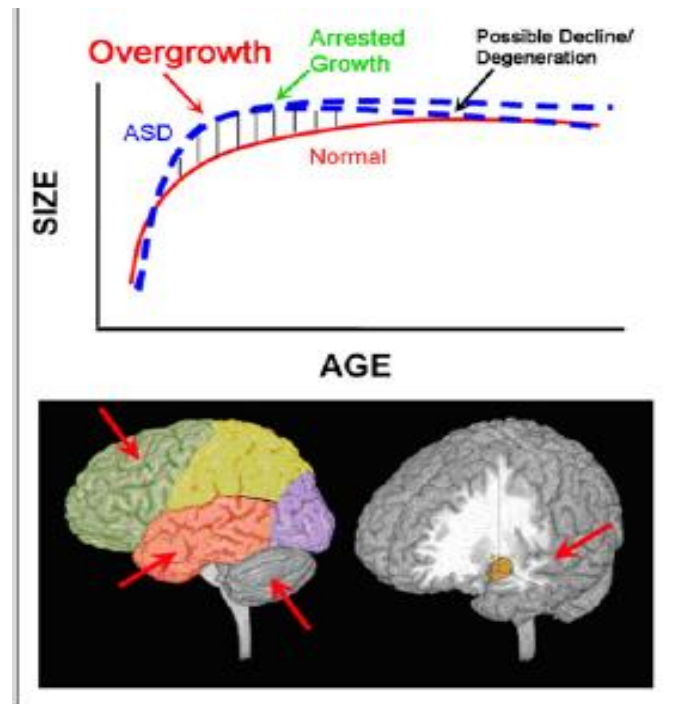 Overgrowth
Arrested
Growth
Possible Decline/
Degeneration
ASD
Normal
SIZE
AGE